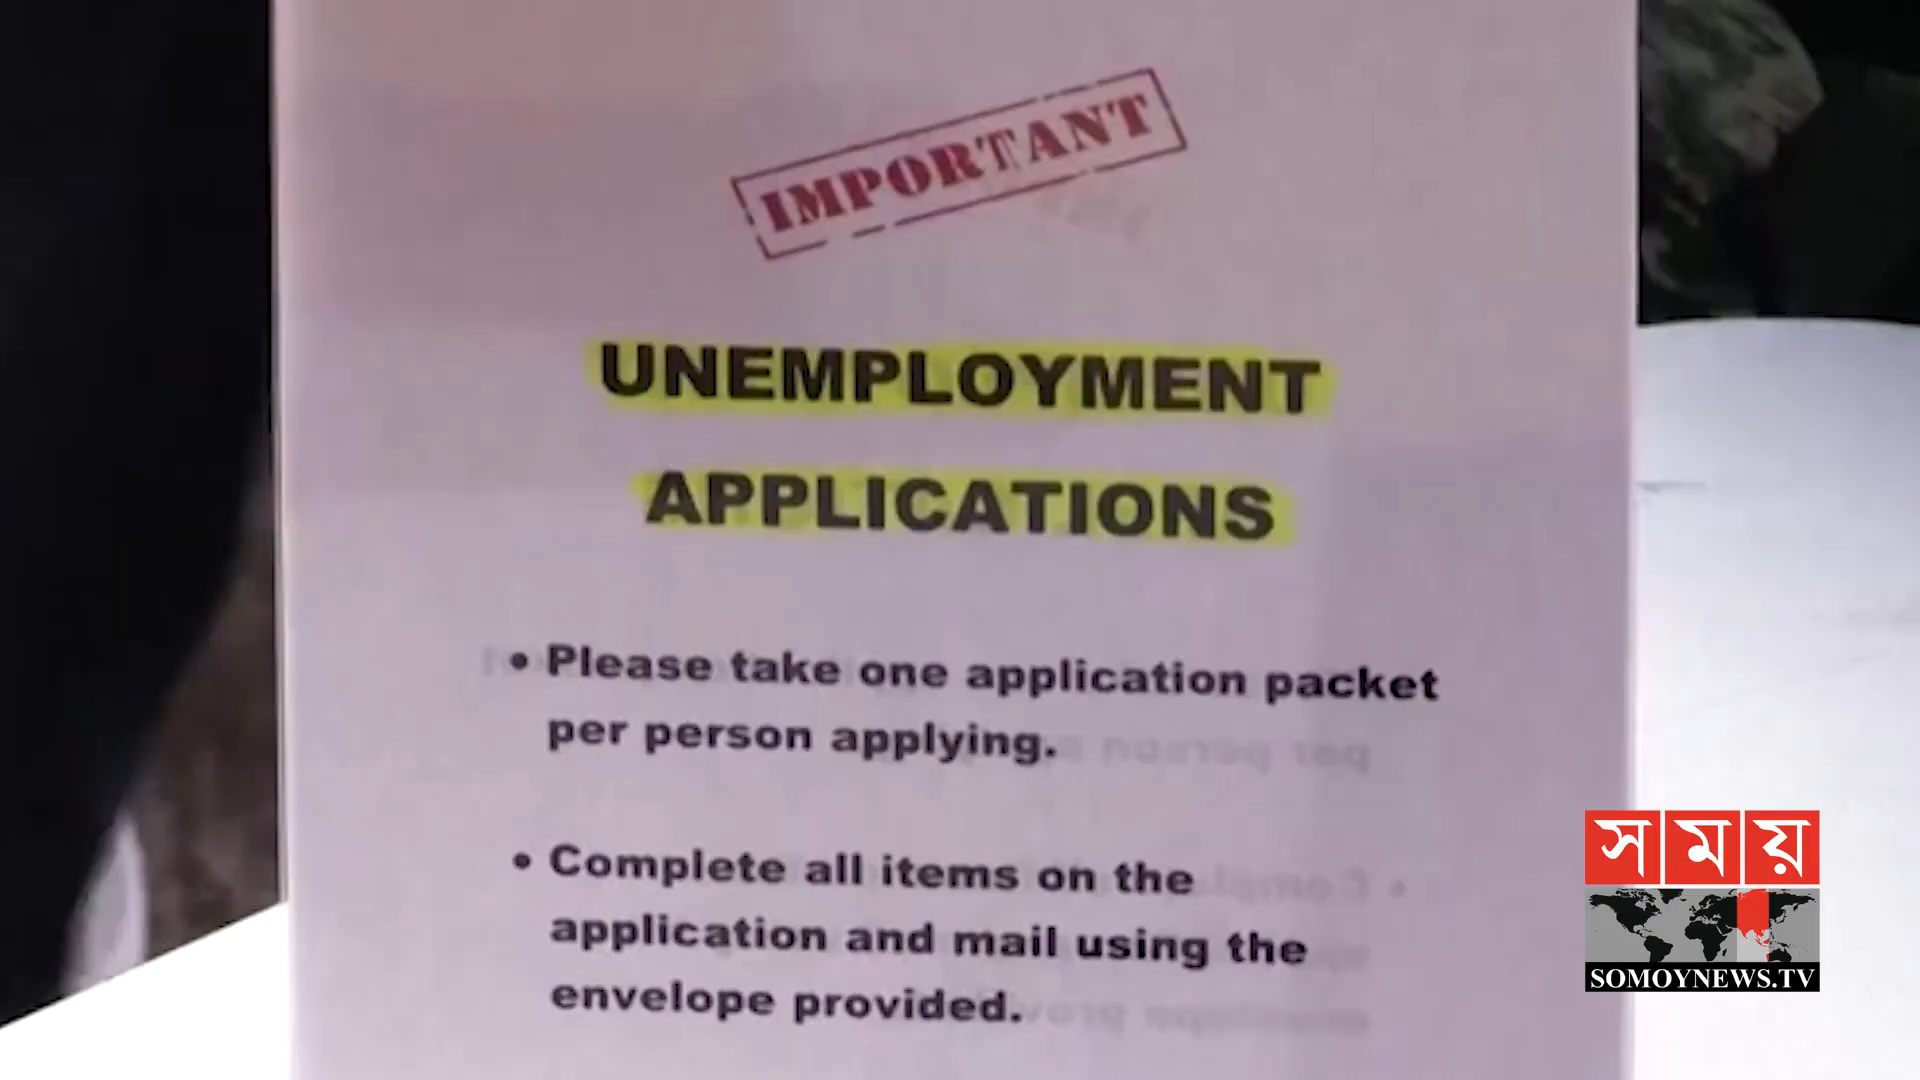 IMPORTANT
UNEMPLOYMENT
APPLICATIONS
• Please take one application packet
per person applying.
• Complete all items on the
application and mail using the
envelope provided.
সময়
SOMOYNEWS.TV